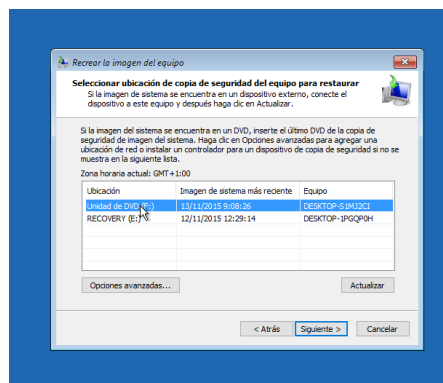 Recrear la imagen del equipo
Seleccionar ubicación de copia de seguridad del equipo para restaurar
Si la imagen de sistema se encuentra en un dispositivo externo, conecte el
dispositivo a este equipo y después haga clic en Actualizar.
Si la imagen del sistema se encuentra en un DVD, inserte el último DVD de la copia de
seguridad de imagen del sistema. Haga clic en Opciones avanzadas para agregar una
ubicación de red o instalar un controlador para un dispositivo de copia de seguridad si no se
muestra en la siguiente lista.
Zona horaria actual: GMT+1:00
Ubicación Imagen de sistema más reciente Equipo
Unidad de DVD (F:) 13/11/2015 9:08:26 DESKTOP-S1MJ2CI
RECOVERY (E:) 12/11/2015 12:29:14 DESKTOP-1PGQP0H
Opciones avanzadas... Actualizar
< Atrás Siguiente > Cancelar